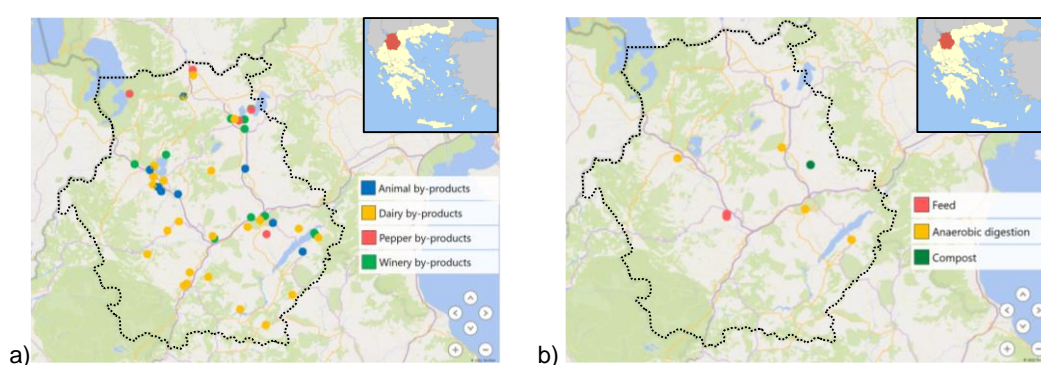 Animal by-products
Dairy by-products
Pepper by-products
Winery by-products
a)
Feed
Anaerobic digestion
Compost
b)